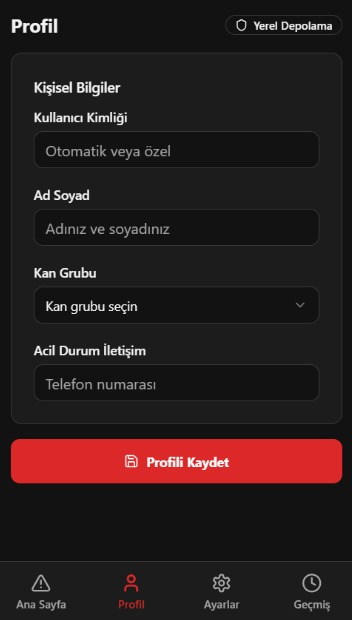 Profil
Yerel Depolama
Kişisel Bilgiler
Kullanıcı Kimliği
Otomatik veya özel
Ad Soyad
Adınız ve soyadınız
Kan Grubu
Kan grubu seçin
Acil Durum İletişim
Telefon numarası
Profili Kaydet
Ana Sayfa
Profil
Ayarlar
Geçmiş